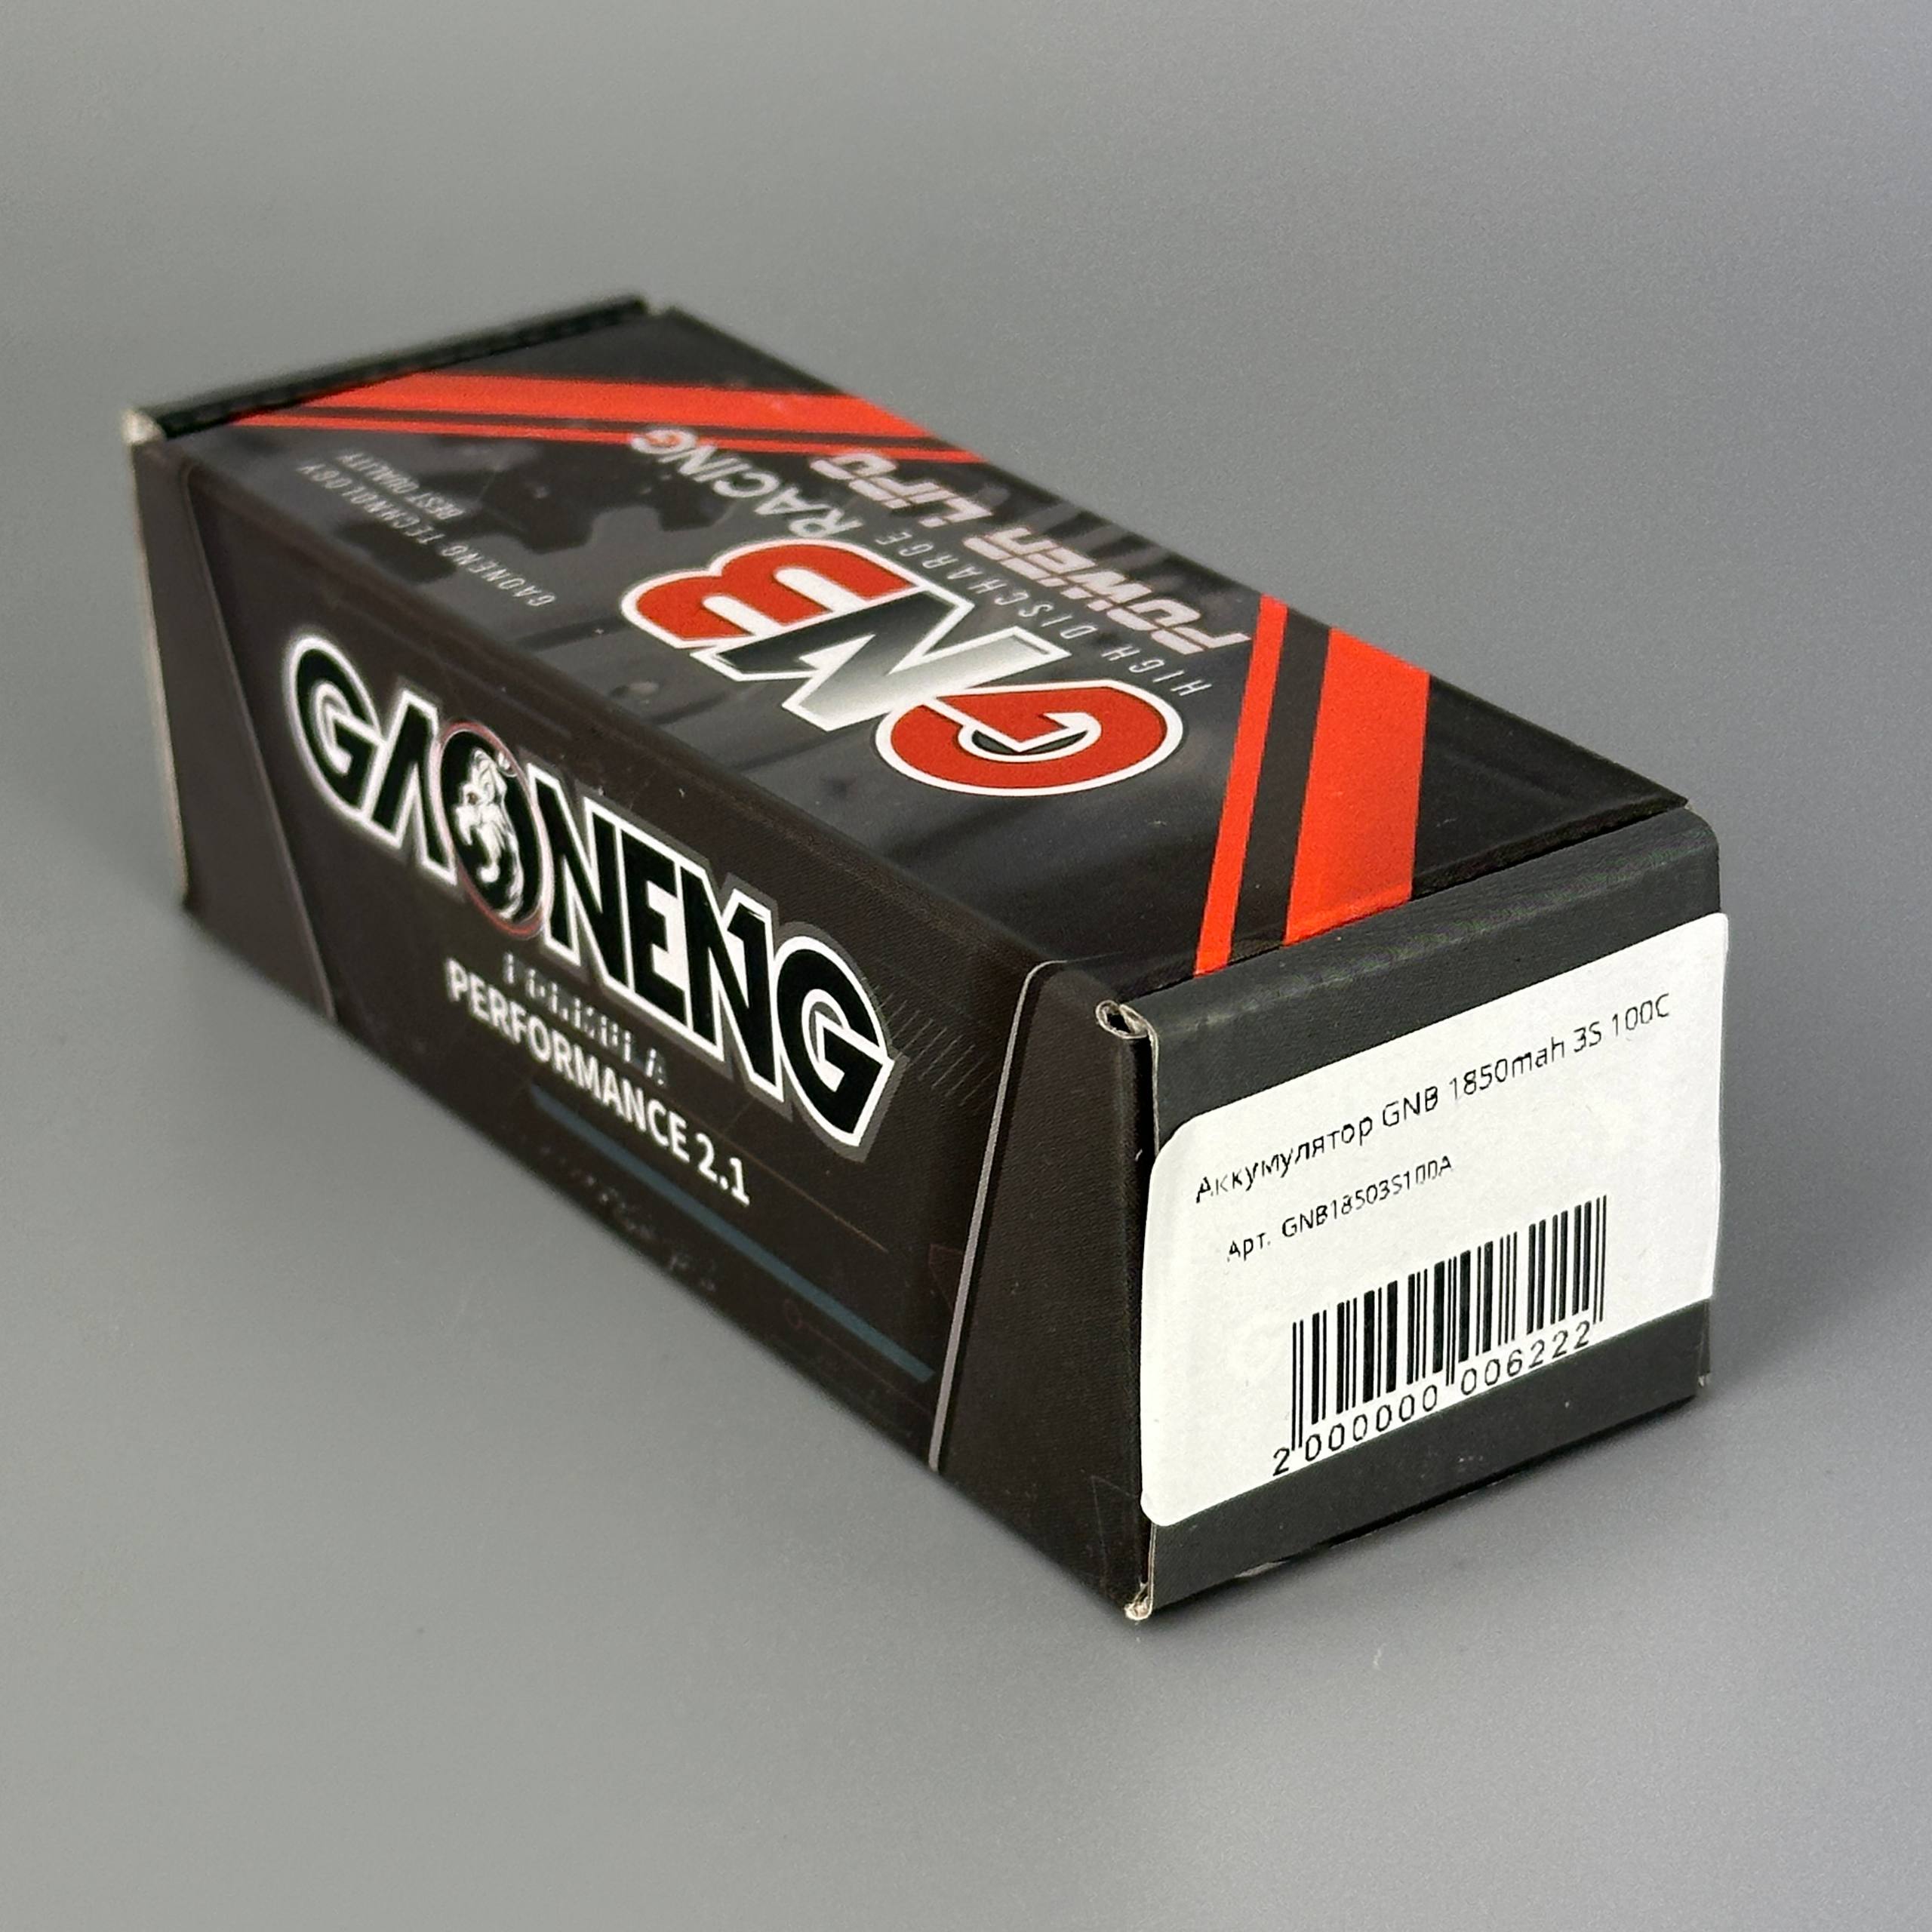 GNB
RACING
HIGH DISCHARGE
POWER LIPO
GAONENG TECHNOLOGY
BEST QUALITY
GAONENG
FORMULA
PERFORMANCE 2.1
Аккумулятор GNB 1850mah 3S 100C
Арт. GNB18503S100A
2 000000 006222